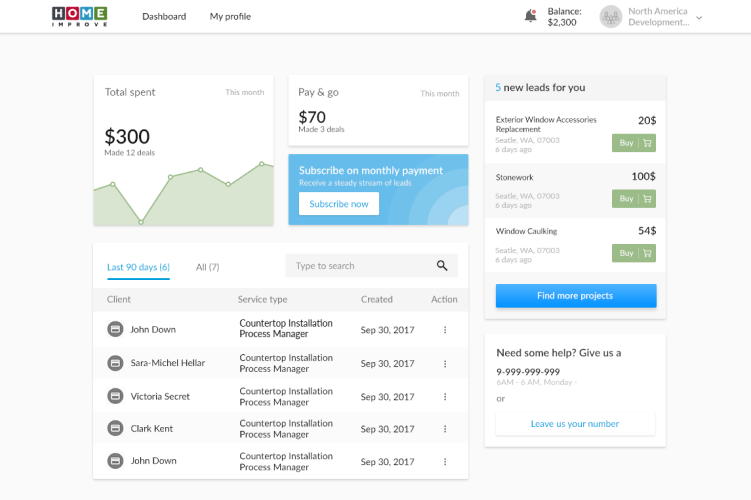 HOME
IMPROVE
Dashboard
My profile
Balance:
$2,300
North America
Development...
Total spent
This month
$300
Made 12 deals
Pay & go
This month
$70
Made 3 deals
Subscribe on monthly payment
Receive a steady stream of leads
Subscribe now
5 new leads for you
Exterior Window Accessories
Replacement
20$
Seatle, WA, 07003
6 days ago
Buy
Stonework
100$
Seatle, WA, 07003
6 days ago
Buy
Window Caulking
54$
Seatle, WA, 07003
6 days ago
Buy
Find more projects
Last 90 days (6)
All (7)
Type to search
Client
Service type
Created
Action
John Down
Countertop Installation
Process Manager
Sep 30, 2017
Sara-Michel Hellar
Countertop Installation
Process Manager
Sep 30, 2017
Victoria Secret
Countertop Installation
Process Manager
Sep 30, 2017
Clark Kent
Countertop Installation
Process Manager
Sep 30, 2017
John Down
Countertop Installation
Process Manager
Sep 30, 2017
Need some help? Give us a
9-999-999-999
6AM - 6 AM, Monday -
or
Leave us your number